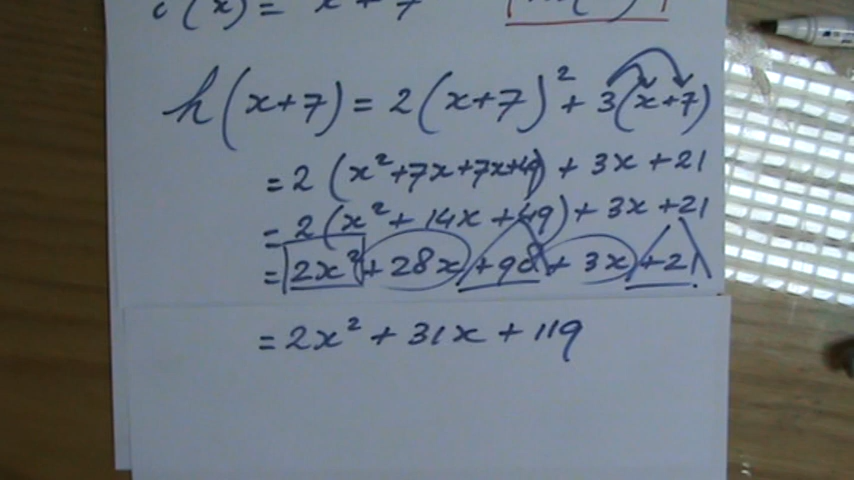 (x) = x + 7
h(x+7) = 2(x+7)² + 3(x+7)
= 2(x²+7x+7x+49) + 3x + 21
= 2(x² + 14x + 49) + 3x + 21
= 2x² + 28x + 98 + 3x + 21
= 2x² + 31x + 119